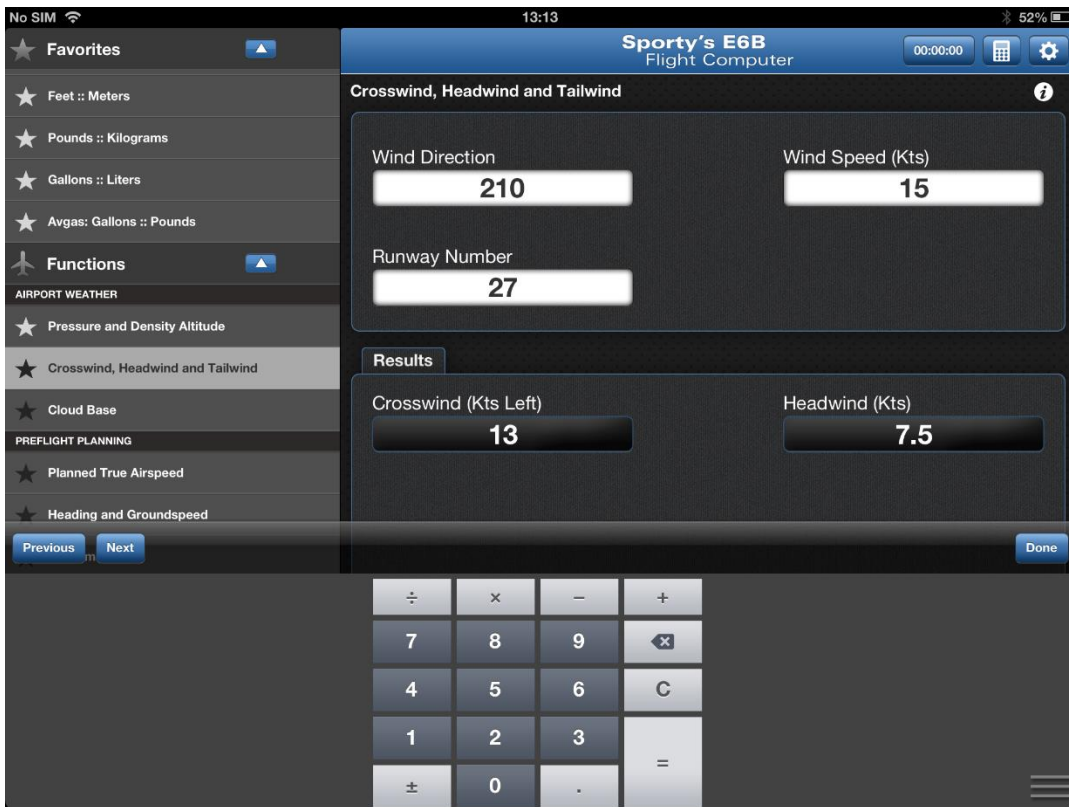 No SIM 13:13 52%
Favorites
Feet :: Meters
Pounds :: Kilograms
Gallons :: Liters
Avgas: Gallons :: Pounds
Functions
AIRPORT WEATHER
Pressure and Density Altitude
Crosswind, Headwind and Tailwind
Cloud Base
PREFLIGHT PLANNING
Planned True Airspeed
Heading and Groundspeed
Sporty's E6B
Flight Computer
00:00:00
Crosswind, Headwind and Tailwind
Wind Direction
210
Wind Speed (Kts)
15
Runway Number
27
Results
Crosswind (Kts Left)
13
Headwind (Kts)
7.5
Previous Next Done
÷ × − +
7 8 9
4 5 6 C
1 2 3
=
± 0 .